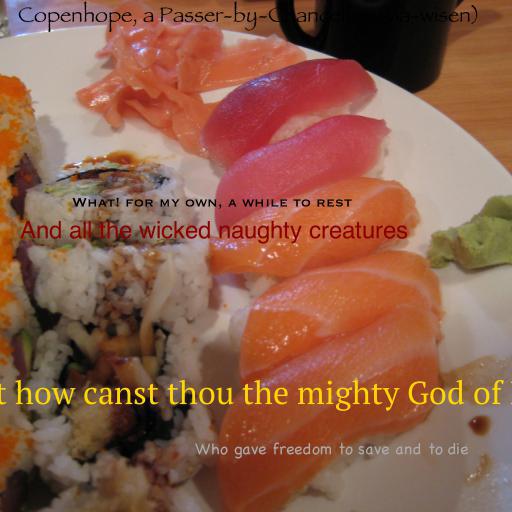 Copenhope, a Passer-by-
What! for my own, a while to rest
And all the wicked naughty creatures
how canst thou the mighty God of
Who gave freedom to save and to die